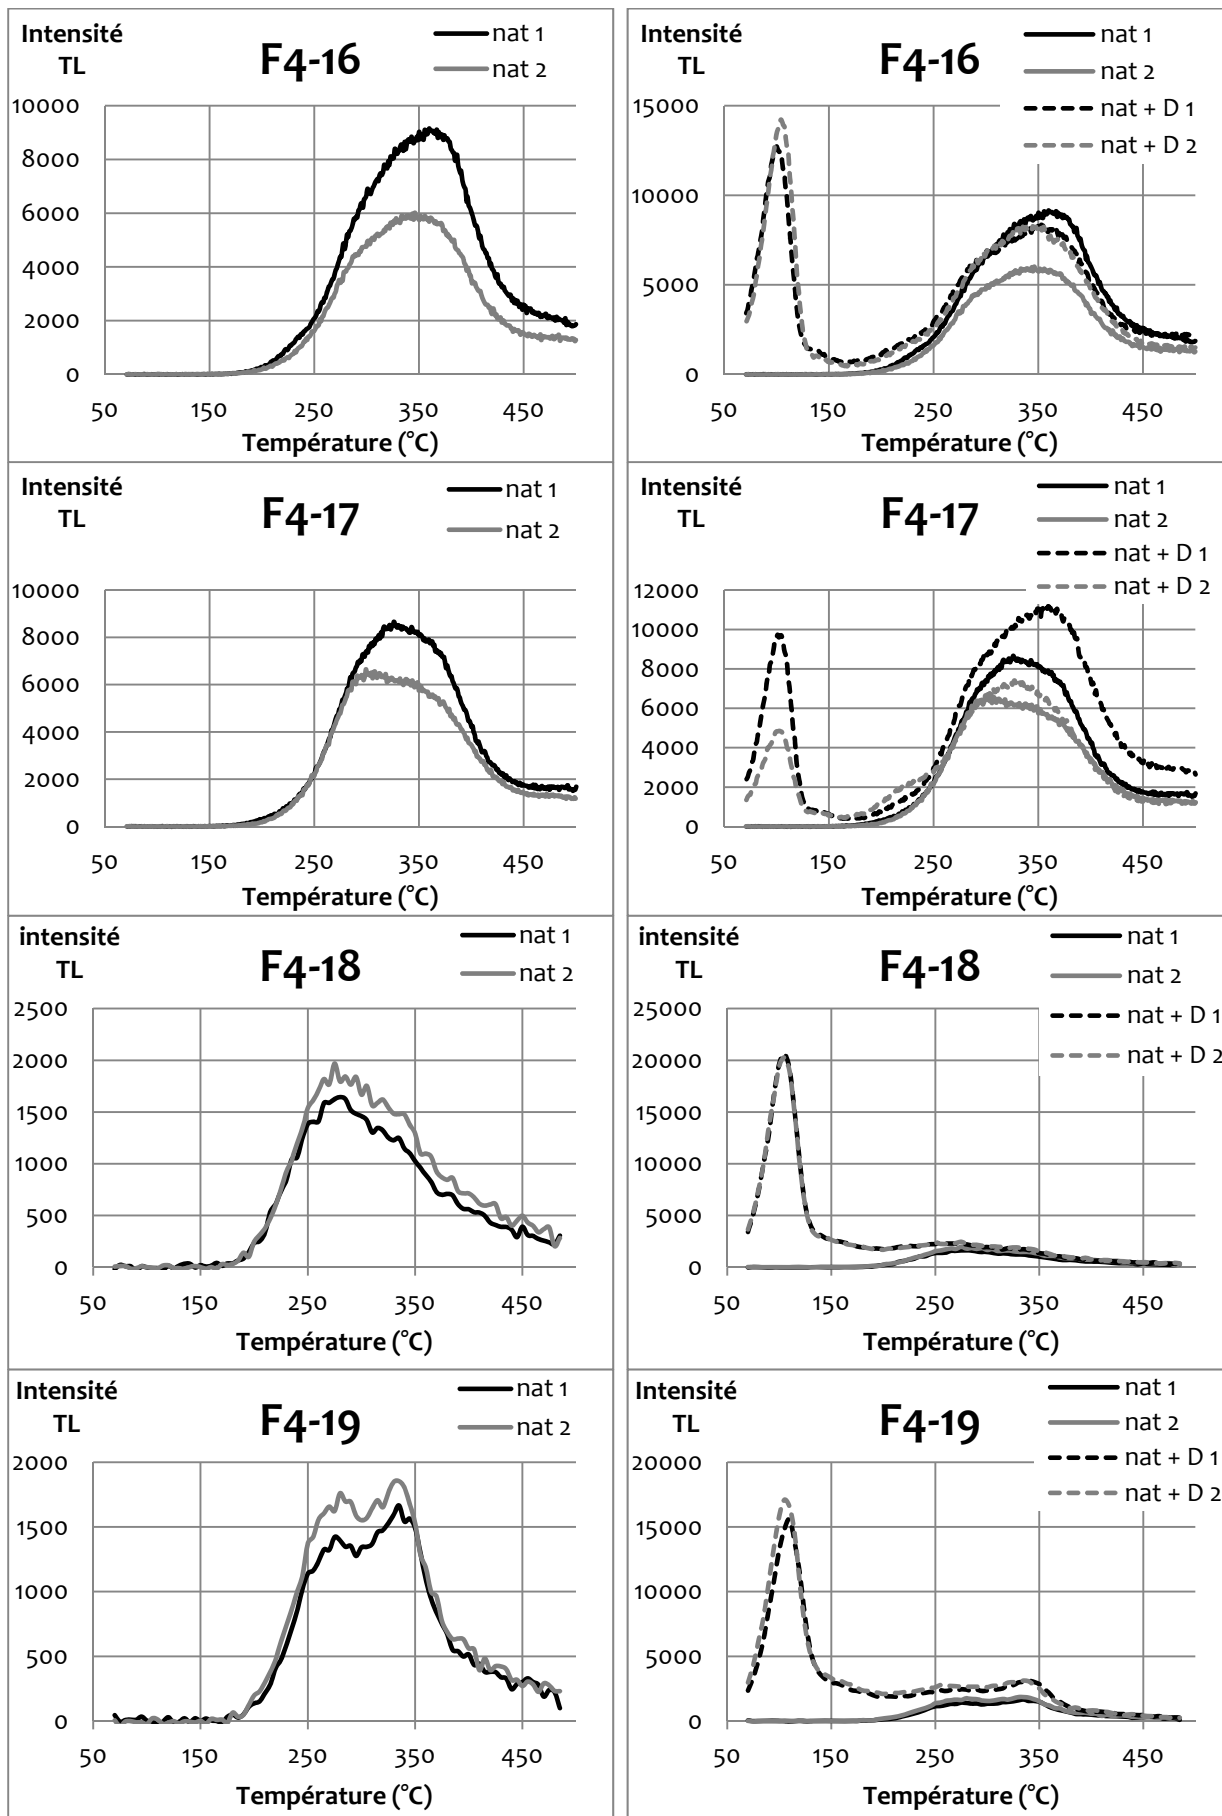 Intensité
TL
F4-16
nat 1
nat 2
10000
8000
6000
4000
2000
0
50 150 250 350 450
Température (°C)
Intensité
TL
F4-16
nat 1
nat 2
nat + D 1
nat + D 2
15000
10000
5000
0
50 150 250 350 450
Température (°C)
Intensité
TL
F4-17
nat 1
nat 2
10000
8000
6000
4000
2000
0
50 150 250 350 450
Température (°C)
Intensité
TL
F4-17
nat 1
nat 2
nat + D 1
nat + D 2
12000
10000
8000
6000
4000
2000
0
50 150 250 350 450
Température (°C)
intensité
TL
F4-18
nat 1
nat 2
2500
2000
1500
1000
500
0
50 150 250 350 450
Température (°C)
intensité
TL
F4-18
nat 1
nat 2
nat + D 1
nat + D 2
25000
20000
15000
10000
5000
0
50 150 250 350 450
Température (°C)
Intensité
TL
F4-19
nat 1
nat 2
2000
1500
1000
500
0
50 150 250 350 450
Température (°C)
Intensité
TL
F4-19
nat 1
nat 2
nat + D 1
nat + D 2
20000
15000
10000
5000
0
50 150 250 350 450
Température (°C)